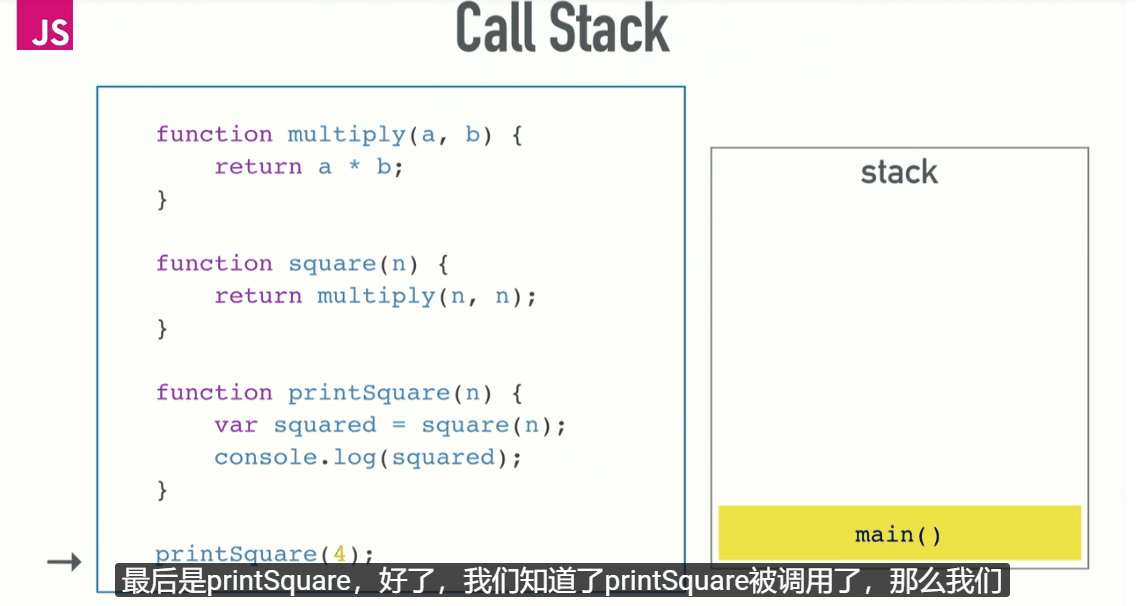 JS
Call Stack
function multiply(a, b) {
    return a * b;
}
function square(n) {
    return multiply(n, n);
}
function printSquare(n) {
    var squared = square(n);
    console.log(squared);
}
printSquare(4);
stack
main()
最后是printSquare，好了，我们知道了printSquare被调用了，那么我们